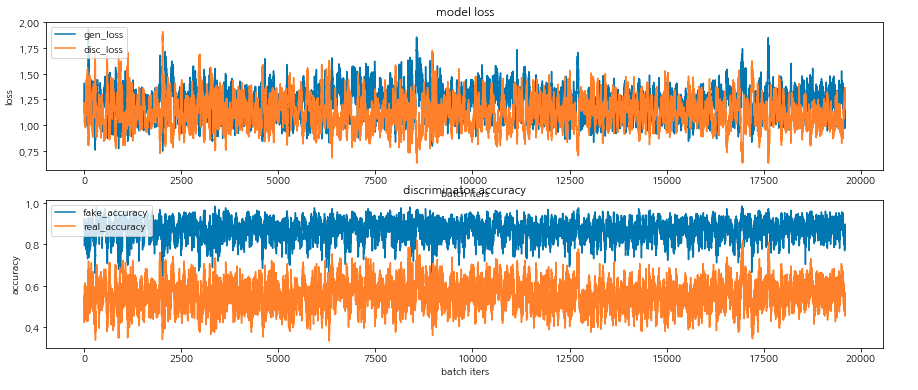 model loss
2.00
1.75
1.50
1.25
1.00
0.75
loss
gen_loss
disc_loss
0 2500 5000 7500 10000 12500 15000 17500 20000
batch iters
discriminator accuracy
1.0
0.8
0.6
0.4
accuracy
fake_accuracy
real_accuracy
0 2500 5000 7500 10000 12500 15000 17500 20000
batch iters